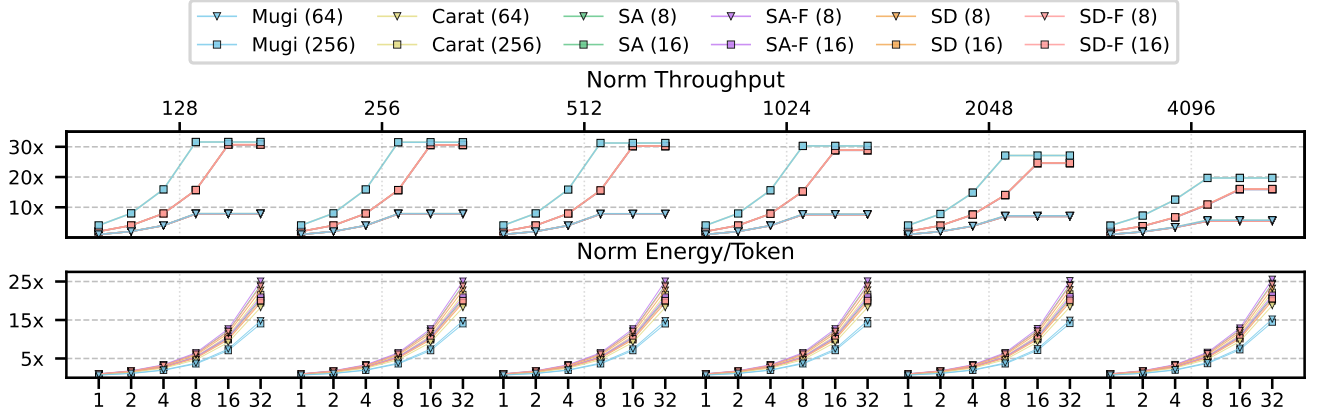 Mugi (64) Carat (64) SA (8) SA-F (8) SD (8) SD-F (8)
Mugi (256) Carat (256) SA (16) SA-F (16) SD (16) SD-F (16)
Norm Throughput
128 256 512 1024 2048 4096
30x
20x
10x
Norm Energy/Token
25x
15x
5x
1 2 4 8 16 32 1 2 4 8 16 32 1 2 4 8 16 32 1 2 4 8 16 32 1 2 4 8 16 32 1 2 4 8 16 32